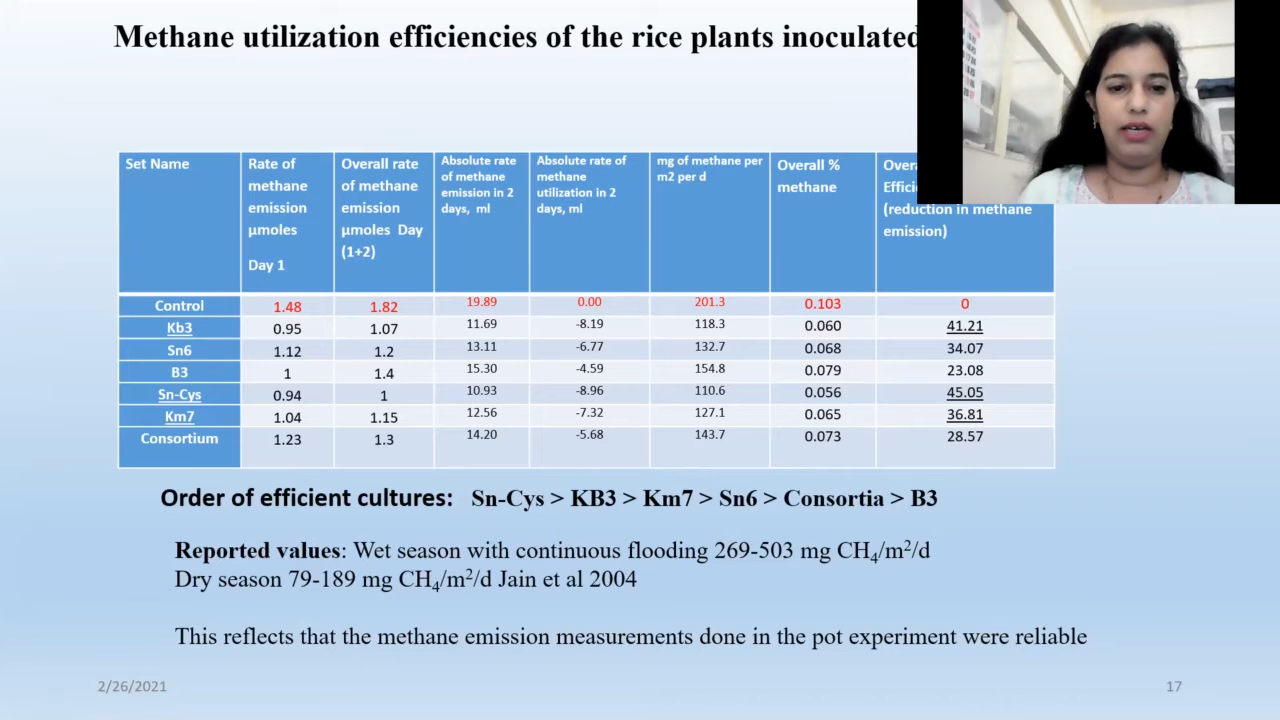 Methane utilization efficiencies of the rice plants inoculated
Set Name
Rate of
methane
emission
µmoles
Day 1
Overall rate
of methane
emission
µmoles Day
(1+2)
Absolute rate
of methane
emission in 2
days, ml
Absolute rate of
methane
utilization in 2
days, ml
mg of methane per
m2 per d
Overall %
methane
(reduction in methane
emission)
Control 1.48 1.82 19.89 0.00 201.3 0.103 0
Kb3 0.95 1.07 11.69 -8.19 118.3 0.060 41.21
Sn6 1.12 1.2 13.11 -6.77 132.7 0.068 34.07
B3 1 1.4 15.30 -4.59 154.8 0.079 23.08
Sn-Cys 0.94 1 10.93 -8.96 110.6 0.056 45.05
Km7 1.04 1.15 12.56 -7.32 127.1 0.065 36.81
Consortium 1.23 1.3 14.20 -5.68 143.7 0.073 28.57
Order of efficient cultures: Sn-Cys > KB3 > Km7 > Sn6 > Consortia > B3
Reported values: Wet season with continuous flooding 269-503 mg CH₄/m²/d
Dry season 79-189 mg CH₄/m²/d Jain et al 2004
This reflects that the methane emission measurements done in the pot experiment were reliable
2/26/2021
17